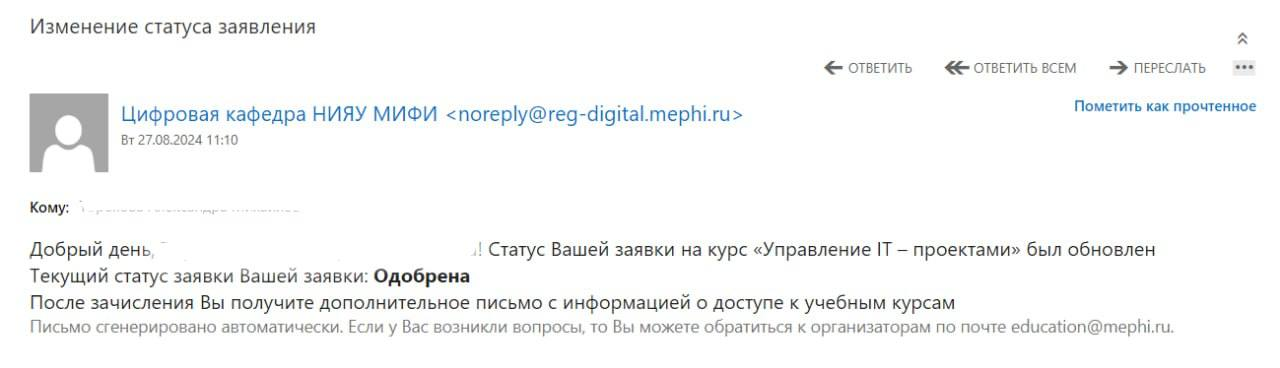 Изменение статуса заявления
ОТВЕТИТЬ ОТВЕТИТЬ ВСЕМ ПЕРЕСЛАТЬ
Цифровая кафедра НИЯУ МИФИ <noreply@reg-digital.mephi.ru>
Пометить как прочтенное
Вт 27.08.2024 11:10
Кому:
Добрый день, ! Статус Вашей заявки на курс «Управление IT – проектами» был обновлен
Текущий статус заявки Вашей заявки: Одобрена
После зачисления Вы получите дополнительное письмо с информацией о доступе к учебным курсам
Письмо сгенерировано автоматически. Если у Вас возникли вопросы, то Вы можете обратиться к организаторам по почте education@mephi.ru.